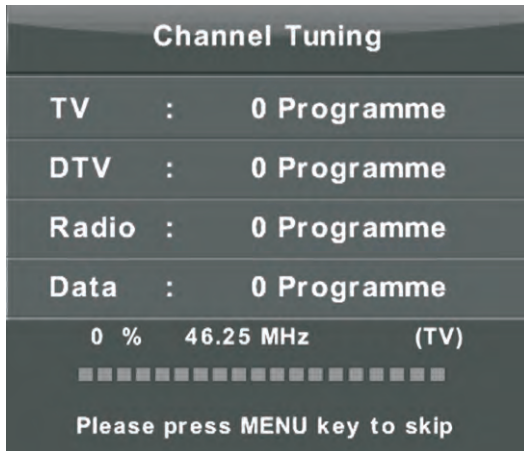 Channel Tuning
TV : 0 Programme
DTV : 0 Programme
Radio : 0 Programme
Data : 0 Programme
0 % 46.25 MHz (TV)
Please press MENU key to skip